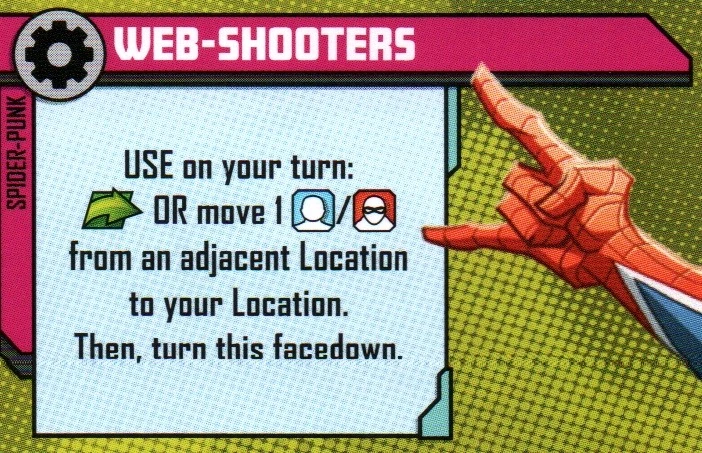 WEB-SHOOTERS
SPIDER-PUNK
USE on your turn:
OR move 1 /
from an adjacent Location
to your Location.
Then, turn this facedown.